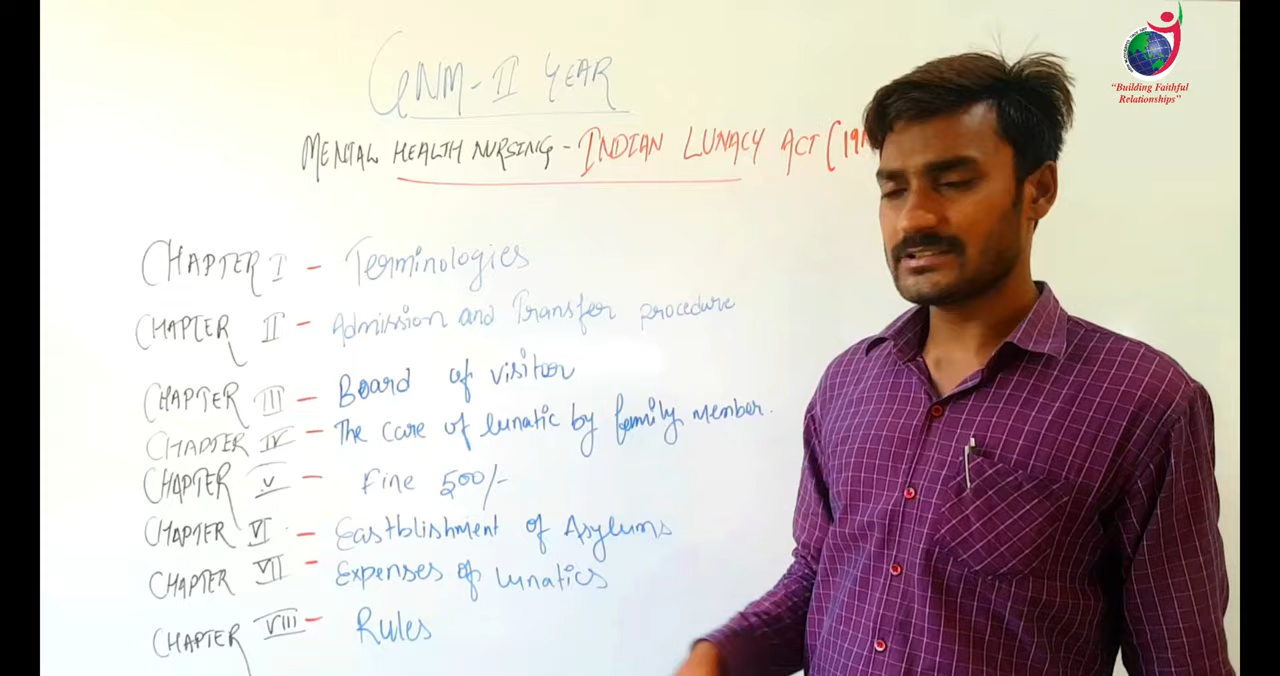 GNM-II YEAR
MENTAL HEALTH NURSING - INDIAN LUNACY ACT (19
CHAPTER I - Terminologies
CHAPTER II - Admission and Transfer procedure
CHAPTER III - Board of visitor
CHAPTER IV - The care of lunatic by family member.
CHAPTER V - Fine 500/-
CHAPTER VI - Eastblishment of Asylums
CHAPTER VII - Expenses of lunatics
CHAPTER VIII - Rules
"Building Faithful
Relationships"